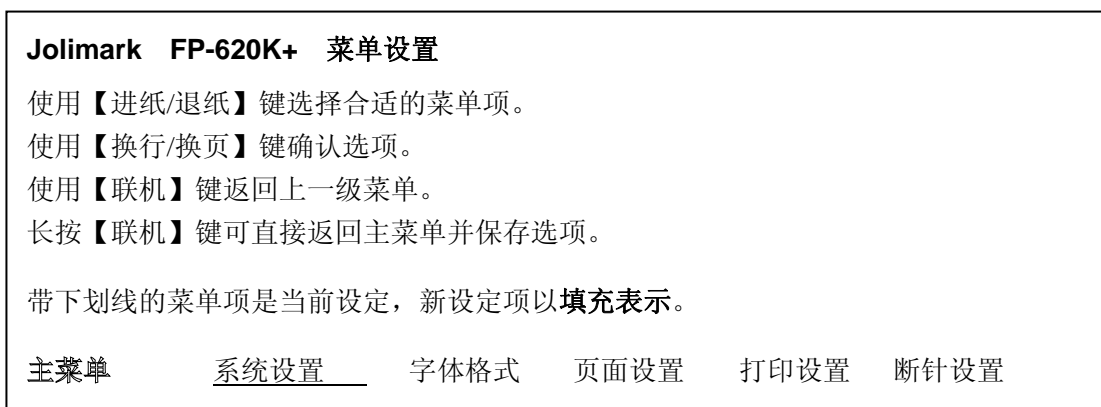 Jolimark FP-620K+ 菜单设置
使用【进纸/退纸】键选择合适的菜单项。
使用【换行/换页】键确认选项。
使用【联机】键返回上一级菜单。
长按【联机】键可直接返回主菜单并保存选项。
带下划线的菜单项是当前设定，新设定项以填充表示。
主菜单 系统设置 字体格式 页面设置 打印设置 断针设置